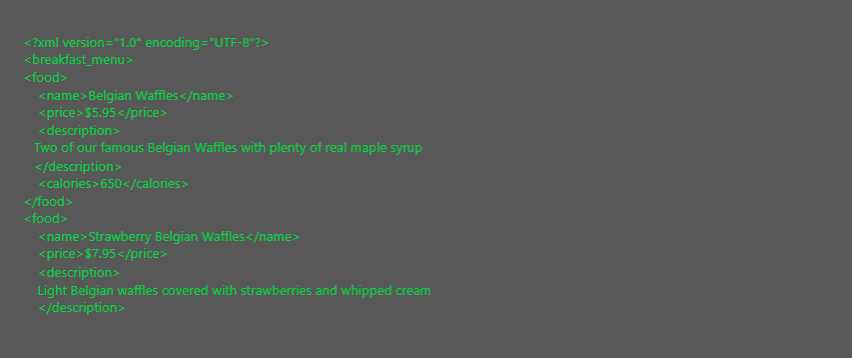 <?xml version="1.0" encoding="UTF-8"?>
<breakfast_menu>
<food>
<name>Belgian Waffles</name>
<price>$5.95</price>
<description>
Two of our famous Belgian Waffles with plenty of real maple syrup
</description>
<calories>650</calories>
</food>
<food>
<name>Strawberry Belgian Waffles</name>
<price>$7.95</price>
<description>
Light Belgian waffles covered with strawberries and whipped cream
</description>